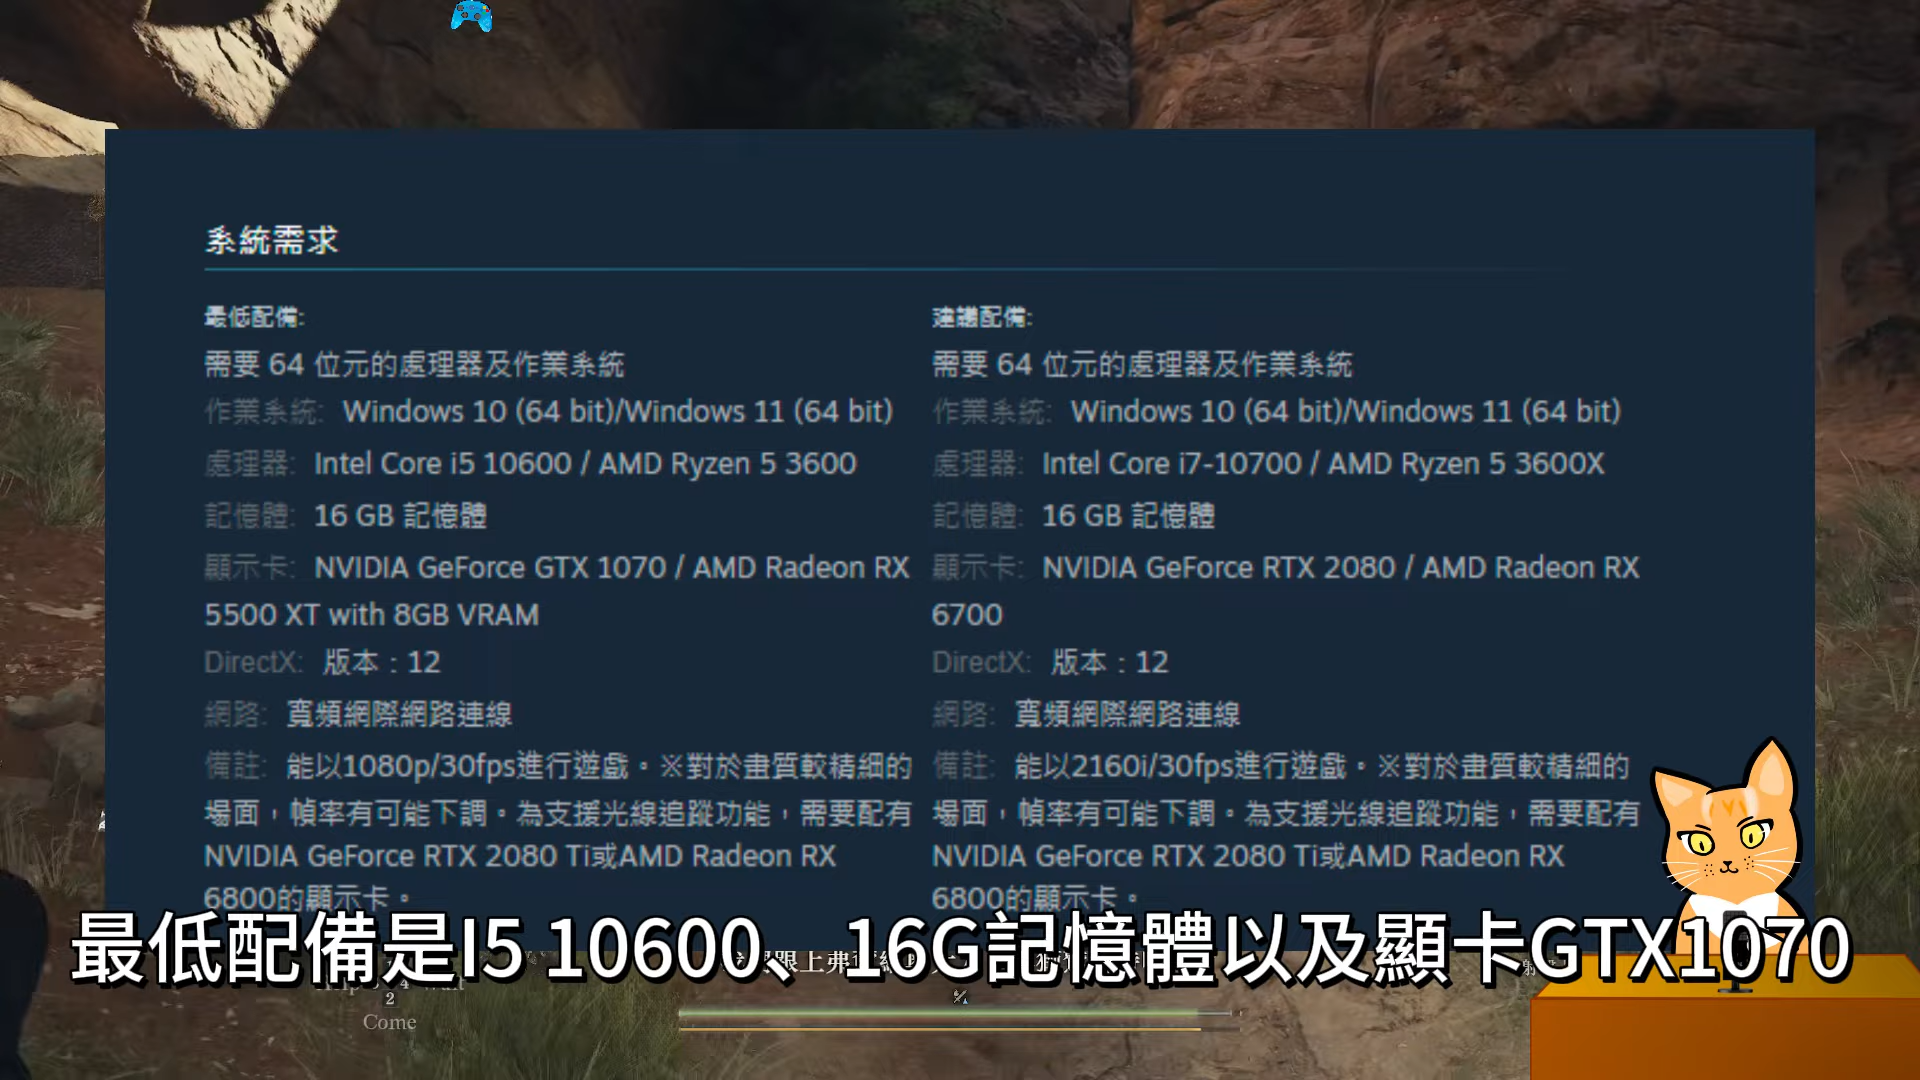 系統需求
最低配備:
需要 64 位元的處理器及作業系統
作業系統: Windows 10 (64 bit)/Windows 11 (64 bit)
處理器: Intel Core i5 10600 / AMD Ryzen 5 3600
記憶體: 16 GB 記憶體
顯示卡: NVIDIA GeForce GTX 1070 / AMD Radeon RX
5500 XT with 8GB VRAM
DirectX: 版本：12
網路: 寬頻網際網路連線
備註: 能以1080p/30fps進行遊戲。※對於畫質較精細的
場面，幀率有可能下調。為支援光線追蹤功能，需要配有
NVIDIA GeForce RTX 2080 Ti或AMD Radeon RX
6800的顯示卡。
建議配備:
需要 64 位元的處理器及作業系統
作業系統: Windows 10 (64 bit)/Windows 11 (64 bit)
處理器: Intel Core i7-10700 / AMD Ryzen 5 3600X
記憶體: 16 GB 記憶體
顯示卡: NVIDIA GeForce RTX 2080 / AMD Radeon RX
6700
DirectX: 版本：12
網路: 寬頻網際網路連線
備註: 能以2160i/30fps進行遊戲。※對於畫質較精細的
場面，幀率有可能下調。為支援光線追蹤功能，需要配有
NVIDIA GeForce RTX 2080 Ti或AMD Radeon RX
6800的顯示卡。
最低配備是I5 10600、16G記憶體以及顯卡GTX1070
跟上弗
2
Come